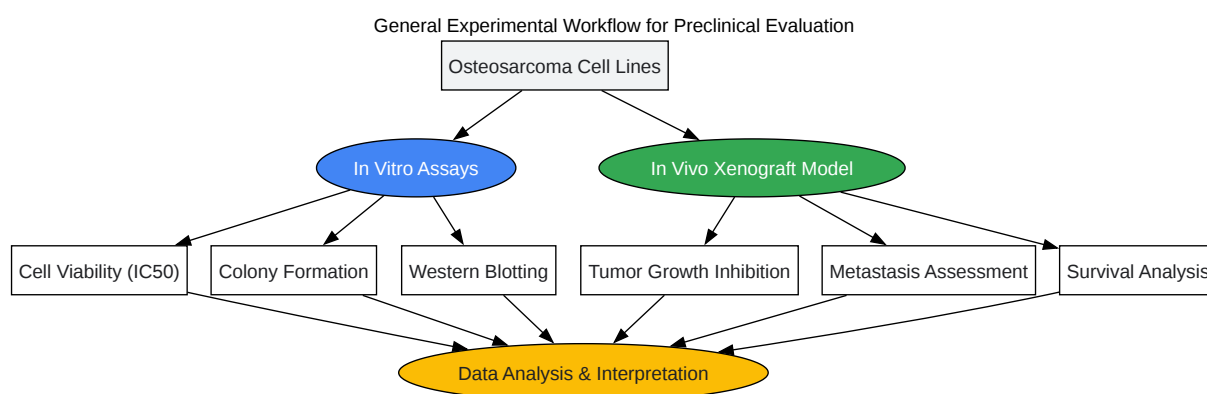 General Experimental Workflow for Preclinical Evaluation
Osteosarcoma Cell Lines
In Vitro Assays
In Vivo Xenograft Model
Cell Viability (IC50)
Colony Formation
Western Blotting
Tumor Growth Inhibition
Metastasis Assessment
Survival Analysis
Data Analysis & Interpretation